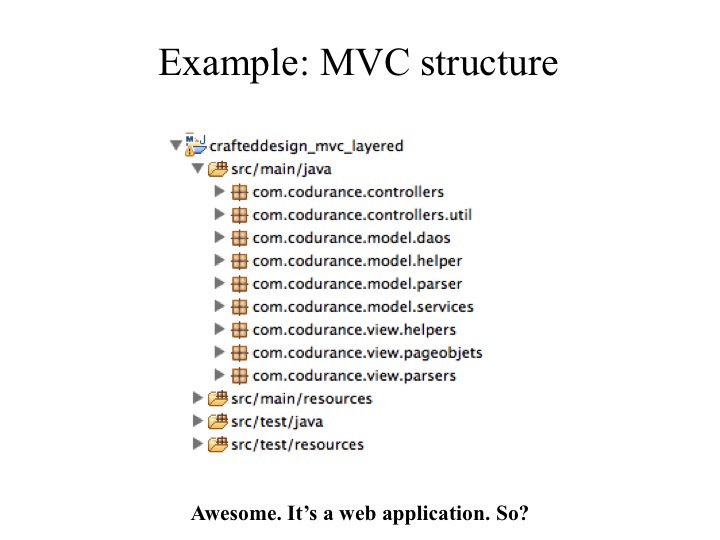 Example: MVC structure
crafteddesign_mvc_layered
src/main/java
com.codurance.controllers
com.codurance.controllers.util
com.codurance.model.daos
com.codurance.model.helper
com.codurance.model.parser
com.codurance.model.services
com.codurance.view.helpers
com.codurance.view.pageobjets
com.codurance.view.parsers
src/main/resources
src/test/java
src/test/resources
Awesome. It’s a web application. So?